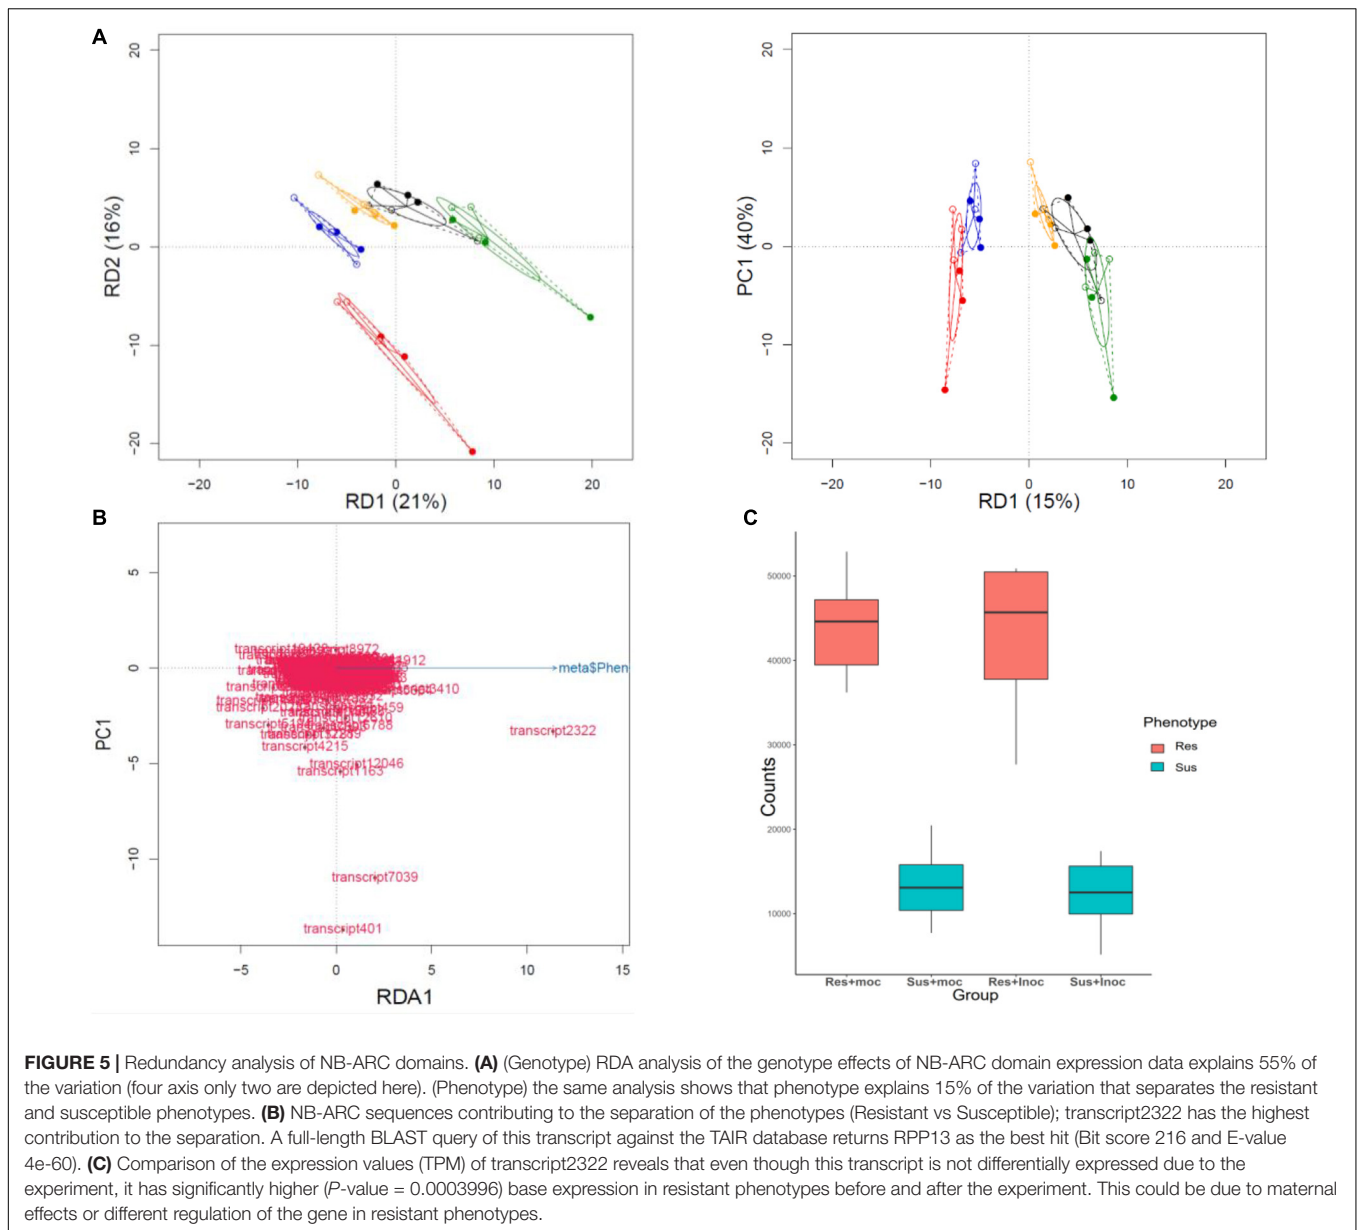 A
20
10
0
−10
−20
RD2 (16%)
−20
−10
0
10
20
RD1 (21%)
20
10
0
−10
−20
PC1 (40%)
−20
−10
0
10
20
RD1 (15%)
B
5
0
−5
−10
PC1
transcript8972
meta$Phen
transcript2322
transcript4215
transcript12046
transcript1163
transcript7039
transcript401
−5
0
5
10
15
RDA1
C
50000
40000
30000
20000
10000
Counts
Res+moc
Sus+moc
Res+Inoc
Sus+Inoc
Group
Phenotype
Res
Sus
FIGURE 5 | Redundancy analysis of NB-ARC domains. (A) (Genotype) RDA analysis of the genotype effects of NB-ARC domain expression data explains 55% of
the variation (four axis only two are depicted here). (Phenotype) the same analysis shows that phenotype explains 15% of the variation that separates the resistant
and susceptible phenotypes. (B) NB-ARC sequences contributing to the separation of the phenotypes (Resistant vs Susceptible); transcript2322 has the highest
contribution to the separation. A full-length BLAST query of this transcript against the TAIR database returns RPP13 as the best hit (Bit score 216 and E-value
4e-60). (C) Comparison of the expression values (TPM) of transcript2322 reveals that even though this transcript is not differentially expressed due to the
experiment, it has significantly higher (P-value = 0.0003996) base expression in resistant phenotypes before and after the experiment. This could be due to maternal
effects or different regulation of the gene in resistant phenotypes.